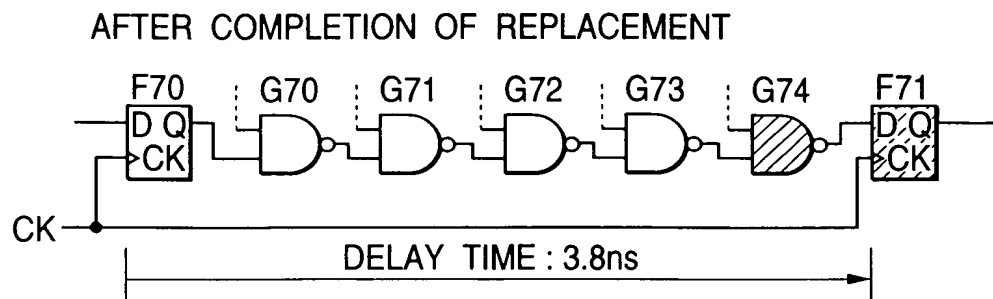 AFTER COMPLETION OF REPLACEMENT
F70 G70 G71 G72 G73 G74 F71
D Q D Q
CK CK
CK
DELAY TIME : 3.8ns